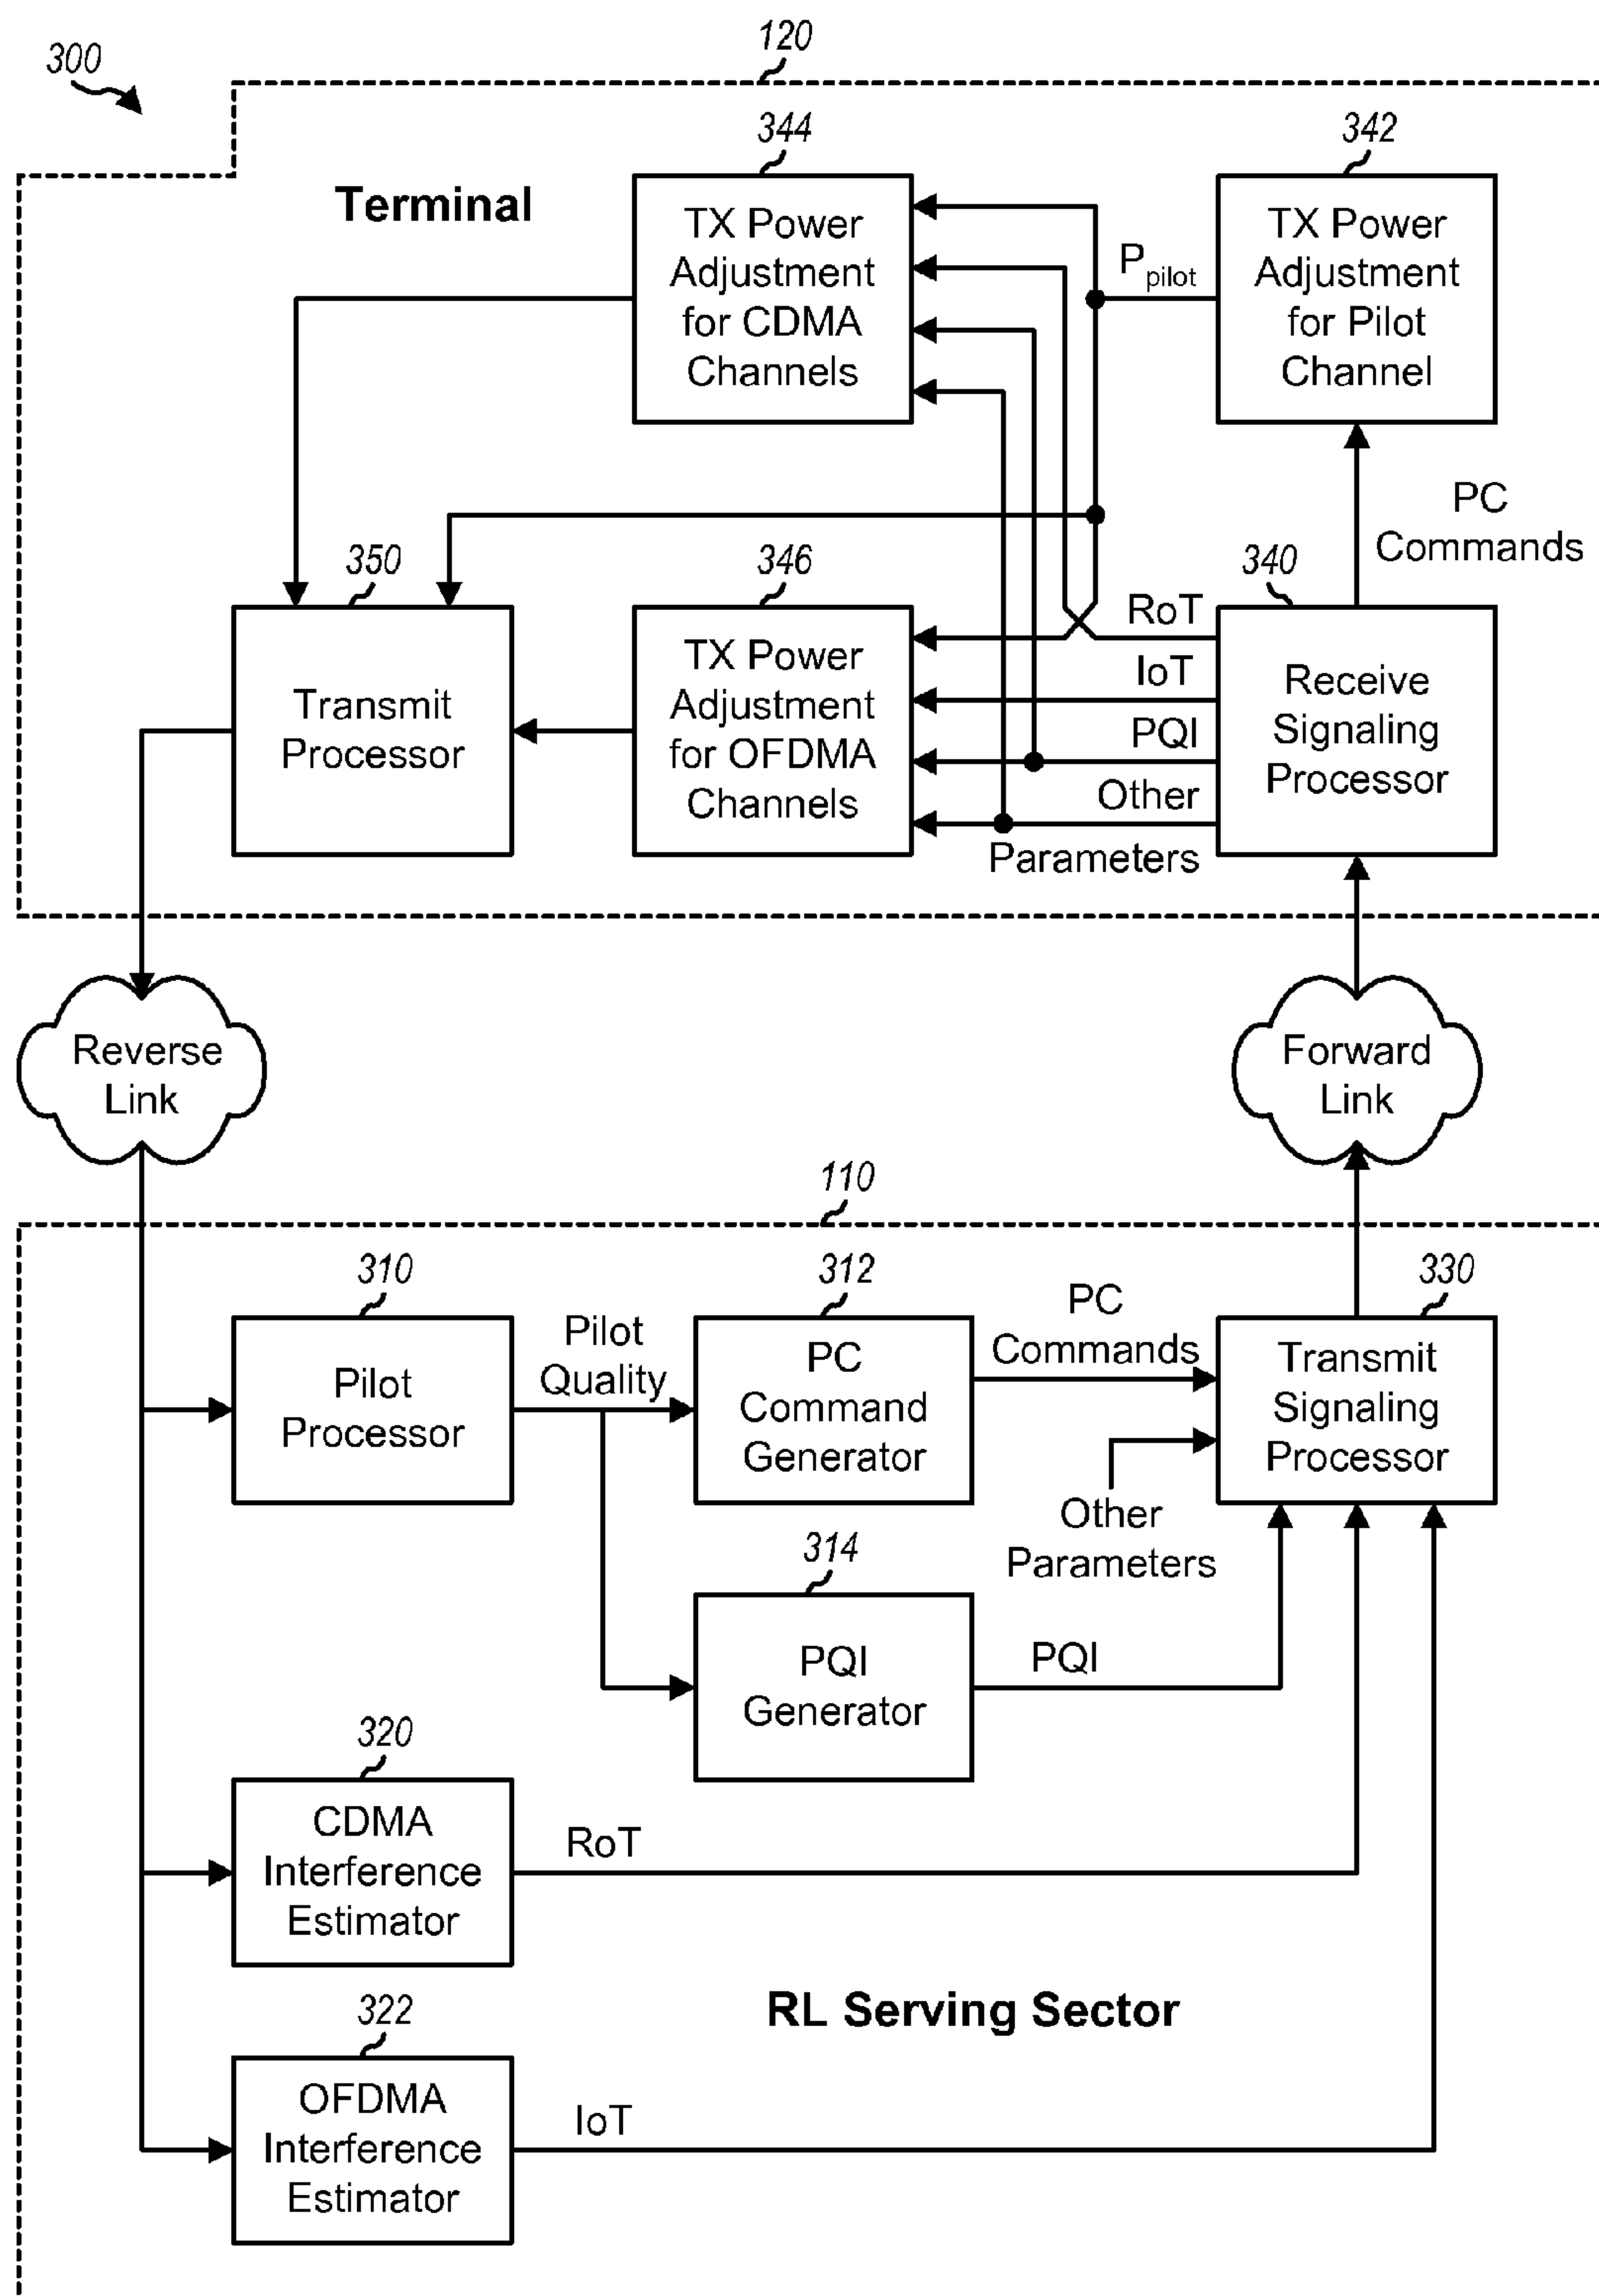 300
120
Terminal
344
TX Power
Adjustment
for CDMA
Channels
P pilot
342
TX Power
Adjustment
for Pilot
Channel
PC
Commands
350
Transmit
Processor
346
TX Power
Adjustment
for OFDMA
Channels
RoT
IoT
PQI
Other
Parameters
340
Receive
Signaling
Processor
Reverse
Link
Forward
Link
110
310
Pilot
Processor
Pilot
Quality
312
PC
Command
Generator
PC
Commands
330
Transmit
Signaling
Processor
Other
Parameters
314
PQI
Generator
PQI
320
CDMA
Interference
Estimator
RoT
RL Serving Sector
322
OFDMA
Interference
Estimator
IoT